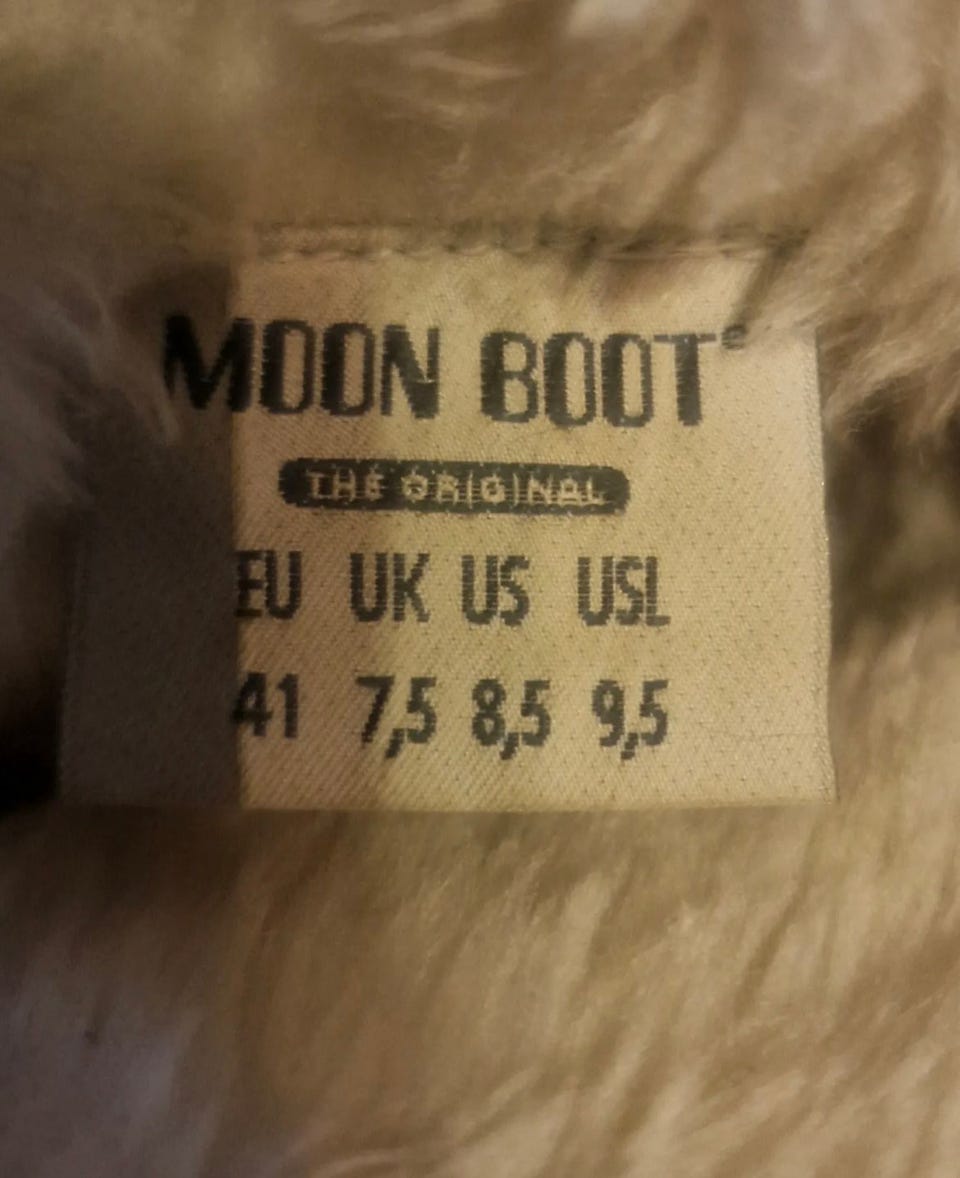 MOON BOOT®
THE ORIGINAL
EU UK US USL
41 7,5 8,5 9,5